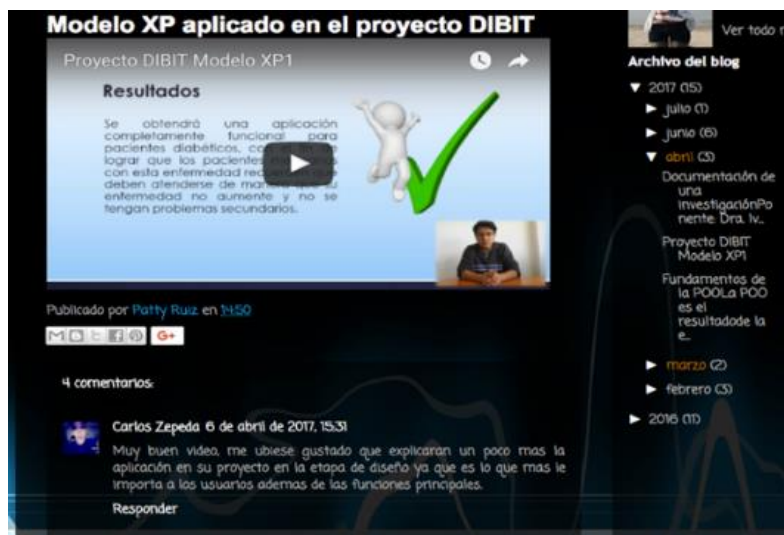 Modelo XP aplicado en el proyecto DIBIT
Proyecto DIBIT Modelo XP1
Resultados
Se obtendrá una aplicación
completamente funcional para
pacientes diabéticos, con
lograr que los pacientes
con esta enfermedad que
deben atenderse de su
enfermedad no aumente y no se
tengan problemas secundarios.
Publicado por Patty Ruiz en 14:50
G+
4 comentarios:
Carlos Zepeda 6 de abril de 2017, 15:31
Muy buen video, me ubiese gustado que explicaran un poco mas la
aplicación en su proyecto en la etapa de diseño ya que es lo que mas le
importa a los usuarios ademas de las funciones principales.
Responder
Ver todo
Archivo del blog
▼ 2017 (15)
► julio (1)
► junio (6)
▼ abril (3)
Documentación de
una
investigaciónPo
nente: Dra. Iv...
Proyecto DIBIT
Modelo XP1
Fundamentos de
la POOLa POO
es el
resultadode la
e...
► marzo (2)
► febrero (3)
► 2016 (11)